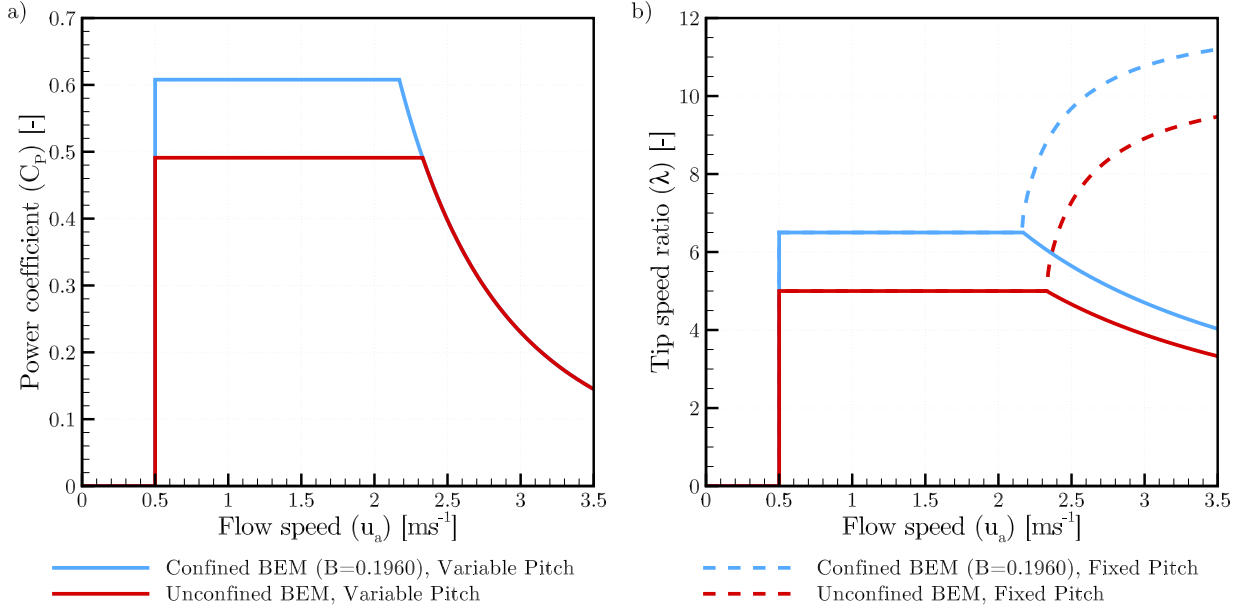 a)
Power coefficient (C_P) [-]
0.7
0.6
0.5
0.4
0.3
0.2
0.1
0
0 0.5 1 1.5 2 2.5 3 3.5
Flow speed (u_a) [ms^-1]
b)
Tip speed ratio (λ) [-]
12
10
8
6
4
2
0
0 0.5 1 1.5 2 2.5 3 3.5
Flow speed (u_a) [ms^-1]
Confined BEM (B=0.1960), Variable Pitch
Unconfined BEM, Variable Pitch
Confined BEM (B=0.1960), Fixed Pitch
Unconfined BEM, Fixed Pitch